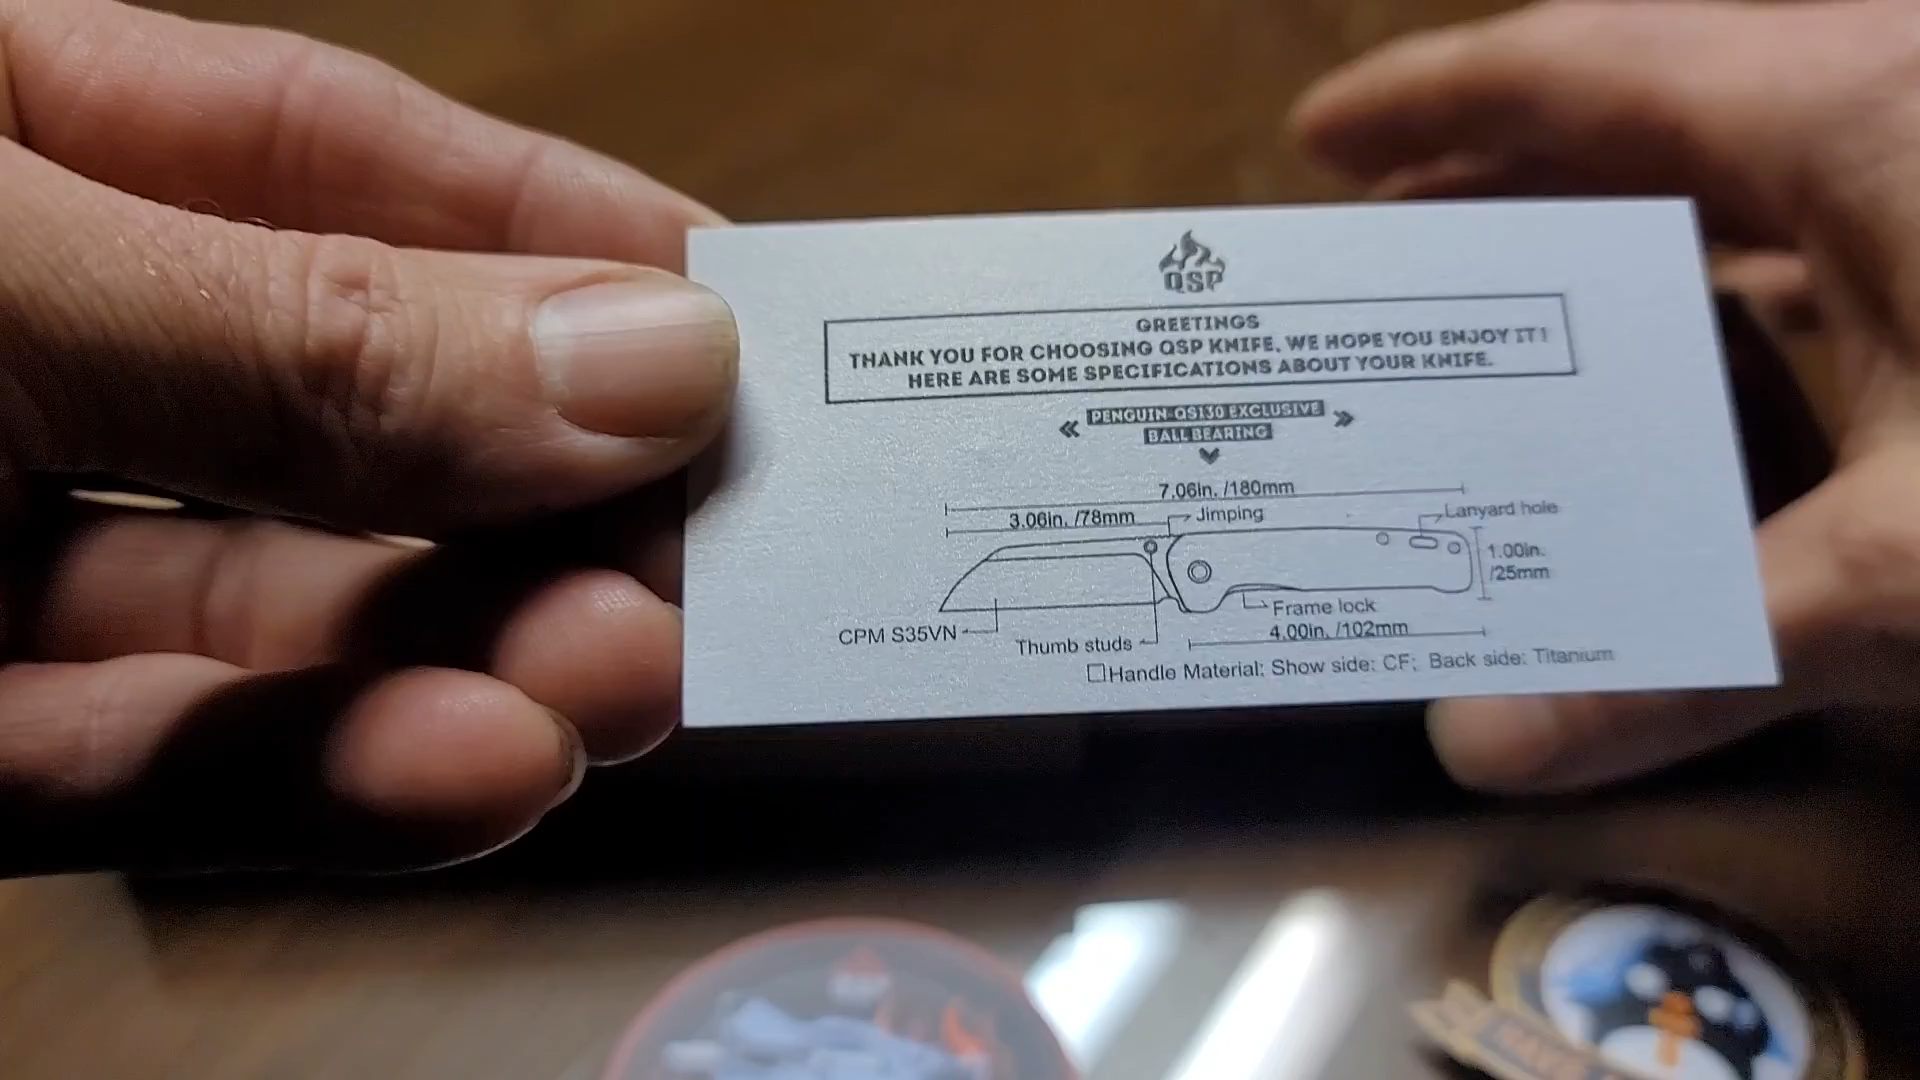 QSP
GREETINGS
THANK YOU FOR CHOOSING QSP KNIFE. WE HOPE YOU ENJOY IT!
HERE ARE SOME SPECIFICATIONS ABOUT YOUR KNIFE.
« PENGUIN-QS130 EXCLUSIVE »
BALL BEARING
7.06in. /180mm
3.06in. /78mm
Jimping
Lanyard hole
1.00in.
/25mm
Frame lock
CPM S35VN
Thumb studs
4.00in. /102mm
□Handle Material: Show side: CF; Back side: Titanium